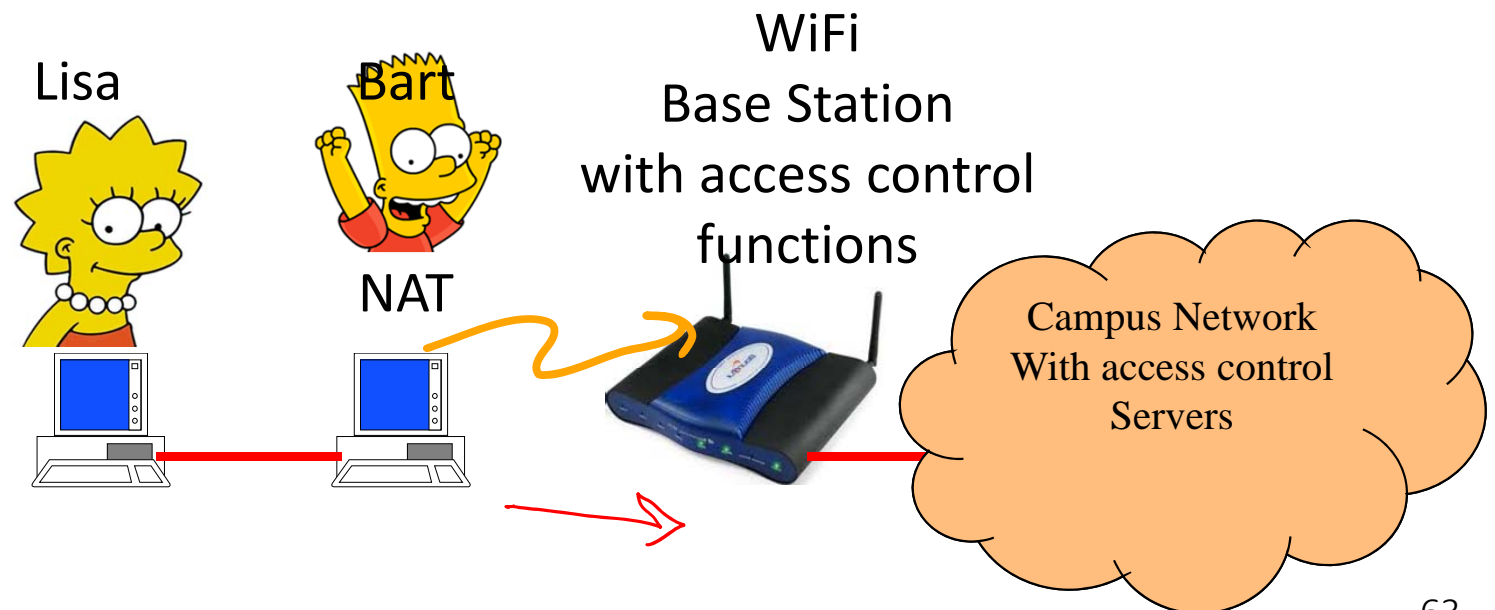 Lisa
Bart
NAT
WiFi
Base Station
with access control
functions
Campus Network
With access control
Servers